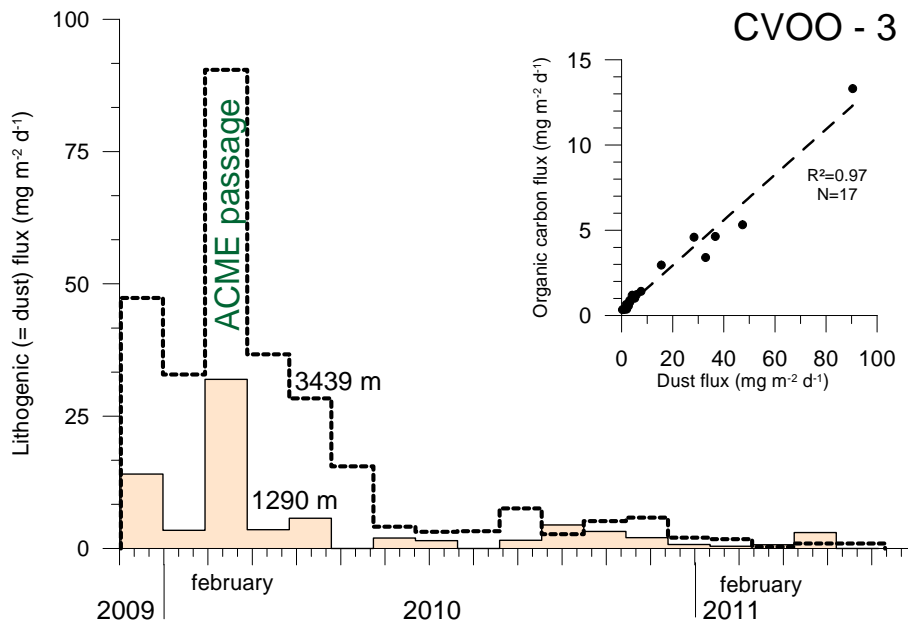 CVOO - 3
100
75
50
25
0
Lithogenic (= dust) flux (mg m⁻² d⁻¹)
ACME passage
3439 m
1290 m
february
february
2009
2010
2011
15
10
5
0
Organic carbon flux (mg m⁻² d⁻¹)
R²=0.97
N=17
0 20 40 60 80 100
Dust flux (mg m⁻² d⁻¹)